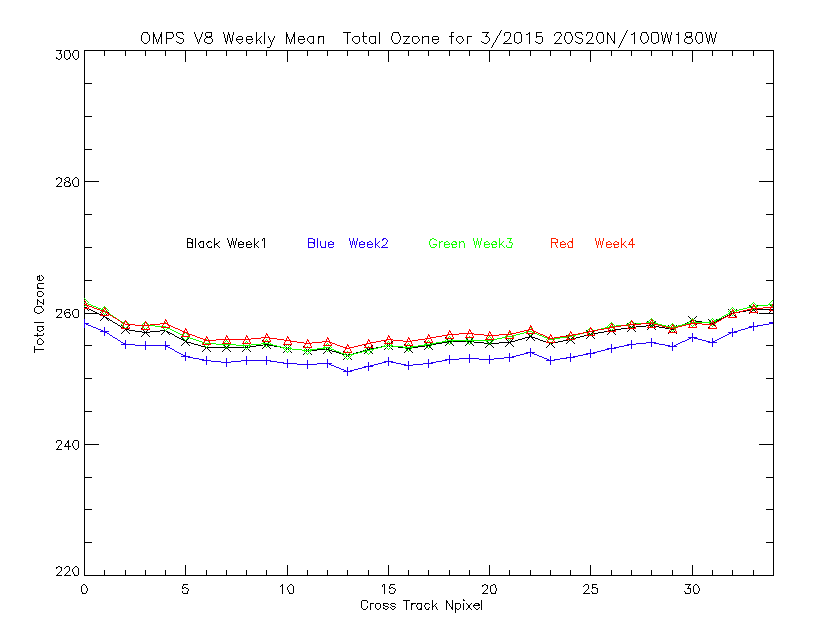 OMPS V8 Weekly Mean  Total Ozone for 3/2015 20S20N/100W180W
300
280
Black Week1  Blue  Week2  Green Week3  Red  Week4
260
Total Ozone
240
220
0 5 10 15 20 25 30
Cross Track Npixel